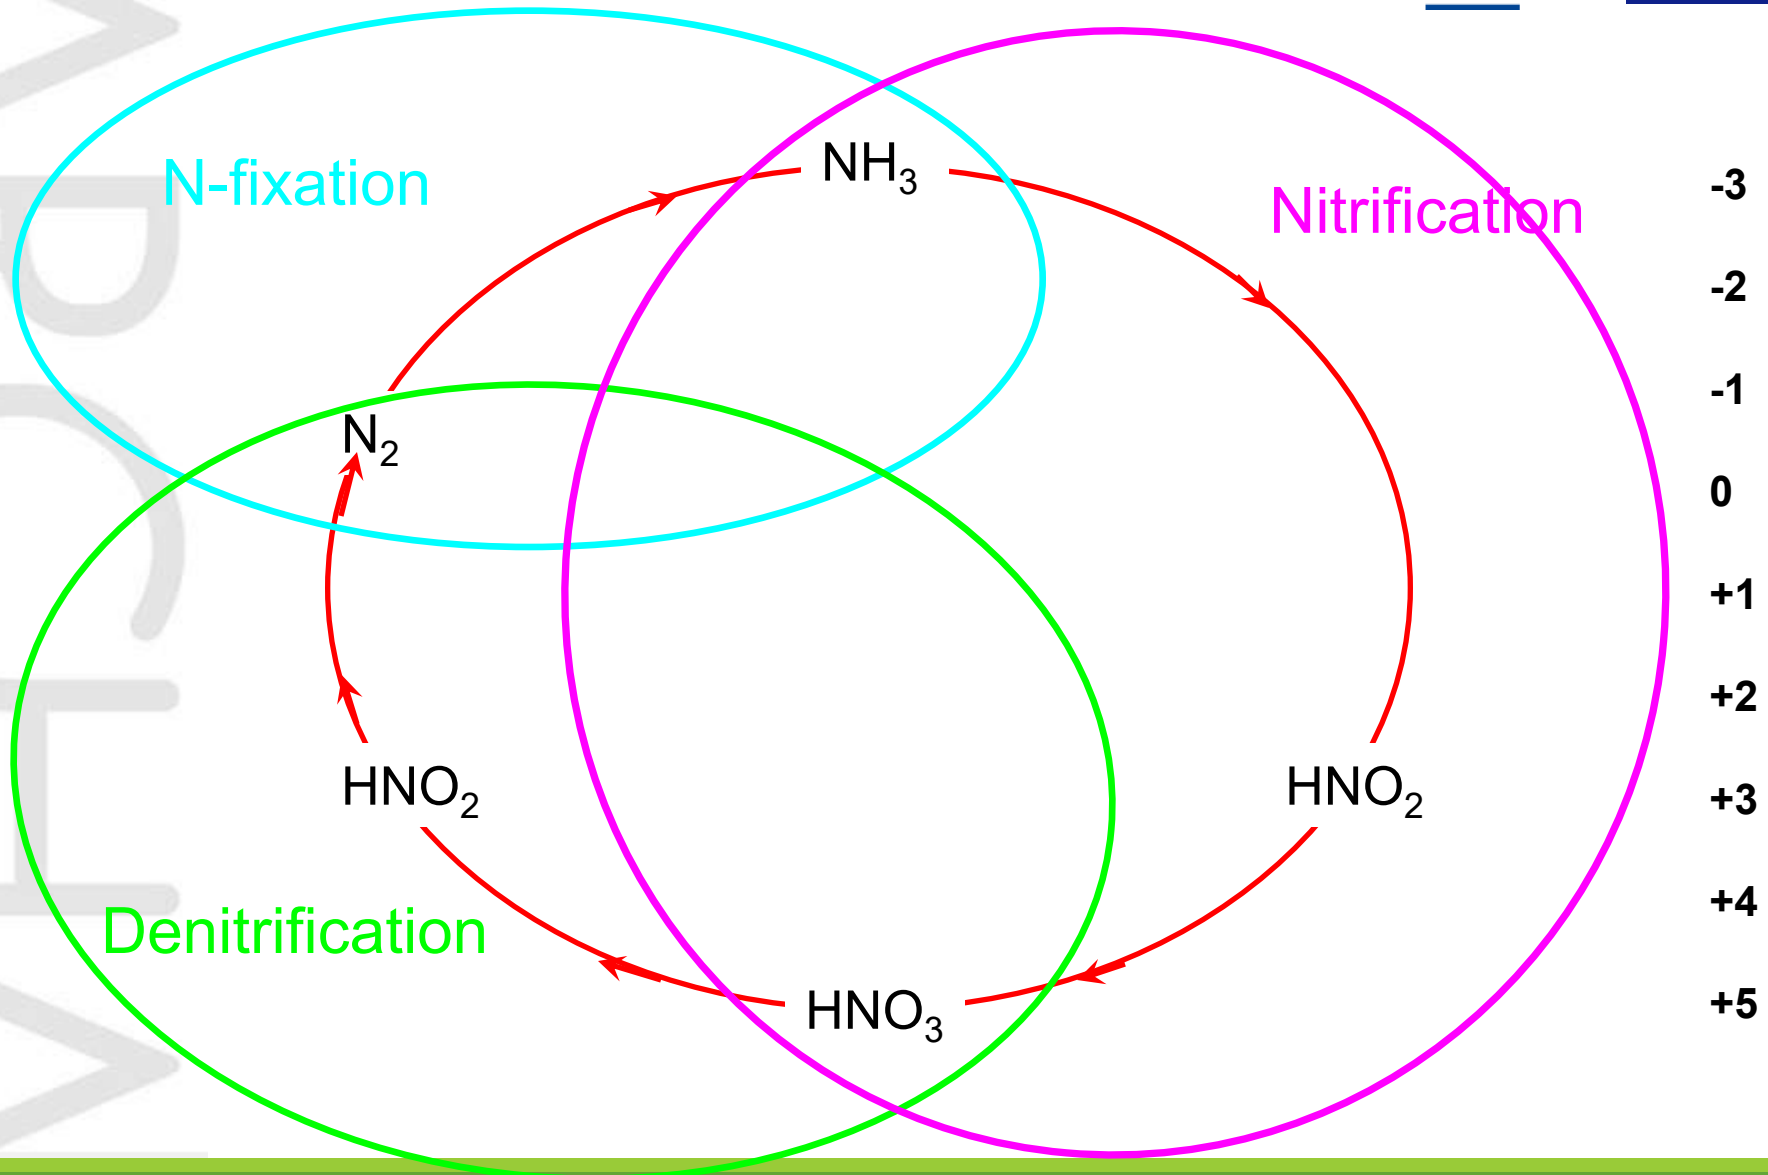 NH₃
N-fixation
Nitrification
N₂
HNO₂
HNO₂
Denitrification
HNO₃
-3
-2
-1
0
+1
+2
+3
+4
+5